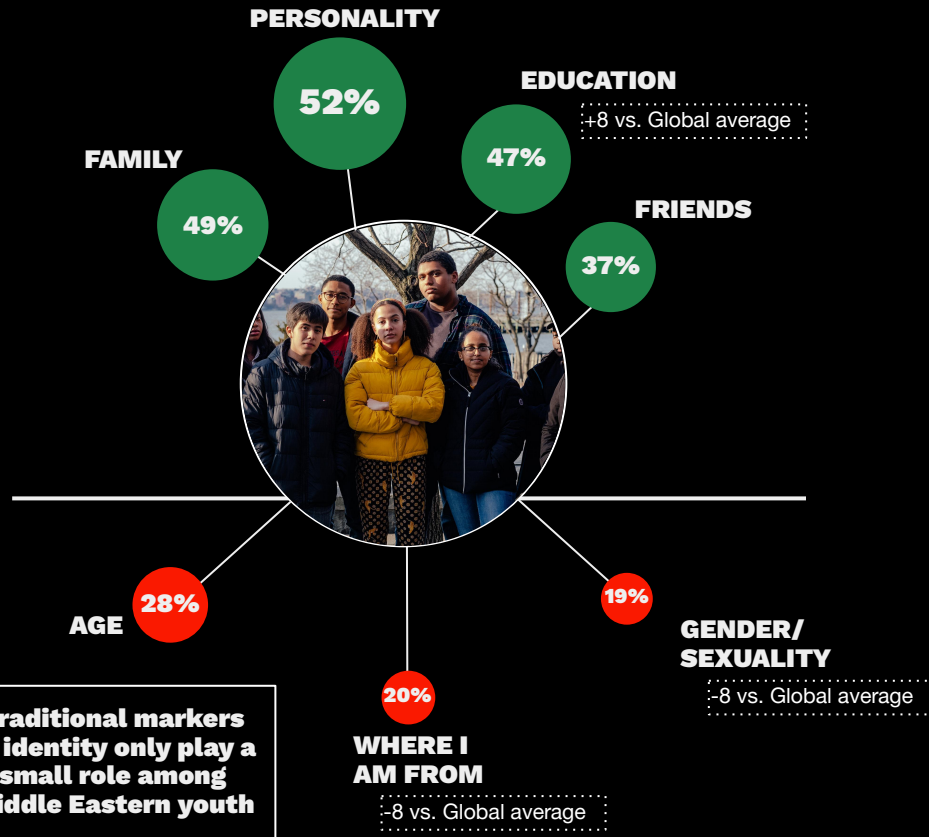 PERSONALITY
52%
EDUCATION
+8 vs. Global average
47%
FAMILY
49%
FRIENDS
37%
28%
AGE
19%
GENDER/
SEXUALITY
-8 vs. Global average
20%
WHERE I
AM FROM
-8 vs. Global average
raditional markers
identity only play a
small role among
iddle Eastern youth